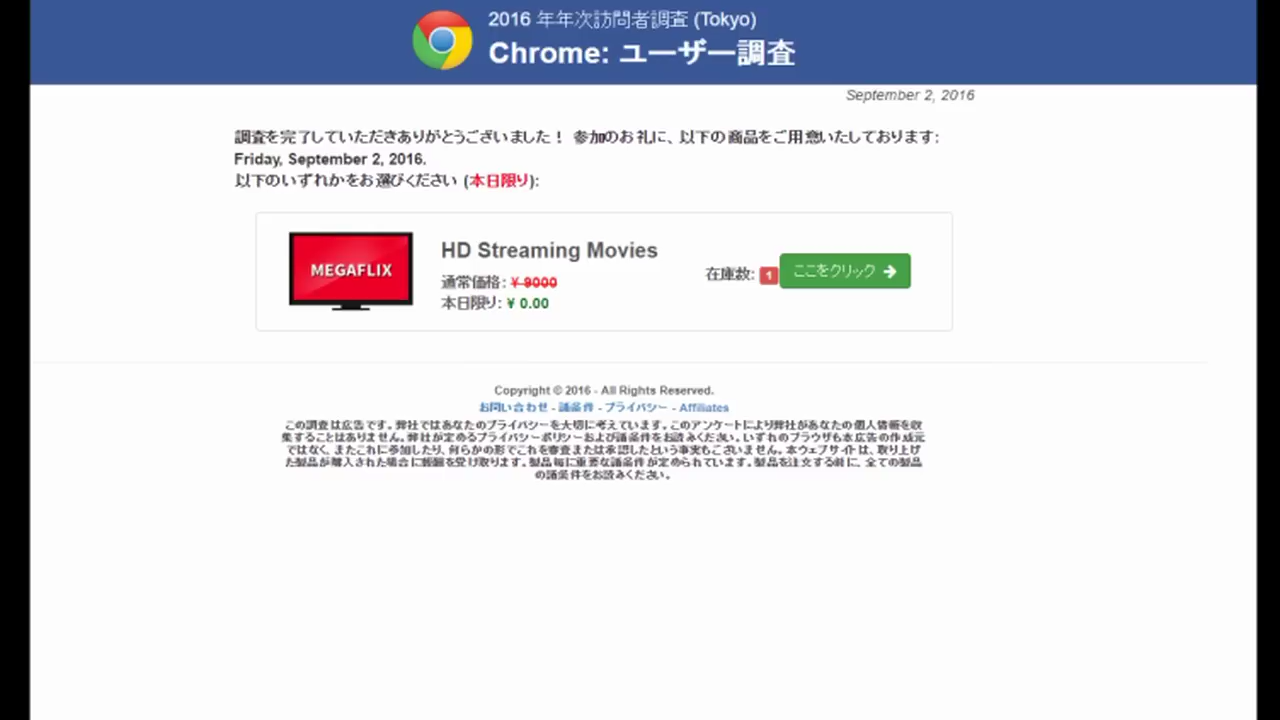 2016 年年次訪問者調査 (Tokyo)
Chrome: ユーザー調査
September 2, 2016
調査を完了していただきありがとうございました！ 参加のお礼に、以下の商品をご用意いたしております:
Friday, September 2, 2016.
以下のいずれかをお選びください (本日限り):
MEGAFLIX
HD Streaming Movies
通常価格: ¥ 9000
本日限り: ¥ 0.00
在庫数: 1 ここをクリック
Copyright © 2016 - All Rights Reserved.
お問い合わせ - 諸条件 - プライバシー - Affiliates
この調査は広告です。弊社ではあなたのプライバシーを大切に考えています。このアンケートにより弊社があなたの個人情報を収
集することはありません。弊社が定めるプライバシーポリシーおよび諸条件をお読みください。いずれのブラウザも本広告の作成元
ではなく、またこれに参加したり、何らかの形でこれを審査または承認したという事実もございません。本ウェブサイトは、取り上げ
た製品が購入された場合に報酬を受け取ります。製品毎に重要な諸条件が定められています。製品を注文する前に、全ての製品
の諸条件をお読みください。